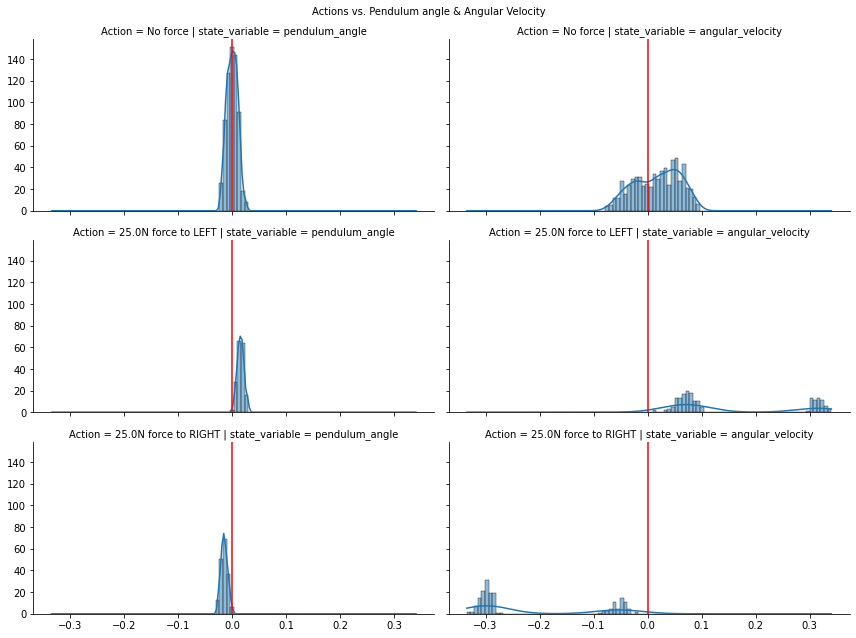 Actions vs. Pendulum angle & Angular Velocity
Action = No force | state_variable = pendulum_angle
Action = No force | state_variable = angular_velocity
140
120
100
80
60
40
20
0
Action = 25.0N force to LEFT | state_variable = pendulum_angle
Action = 25.0N force to LEFT | state_variable = angular_velocity
140
120
100
80
60
40
20
0
Action = 25.0N force to RIGHT | state_variable = pendulum_angle
Action = 25.0N force to RIGHT | state_variable = angular_velocity
140
120
100
80
60
40
20
0
−0.3 −0.2 −0.1 0.0 0.1 0.2 0.3
−0.3 −0.2 −0.1 0.0 0.1 0.2 0.3